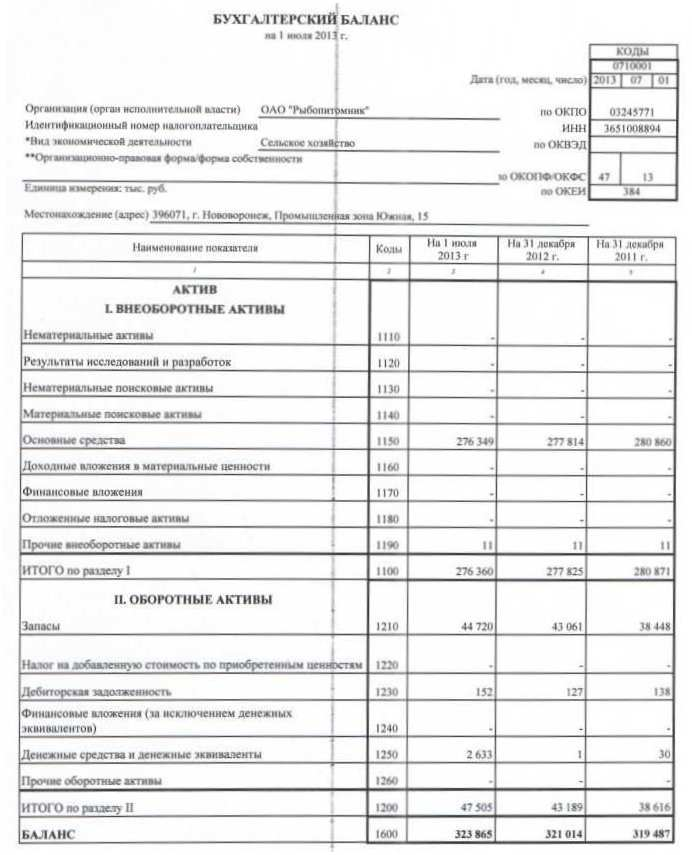 БУХГАЛТЕРСКИЙ БАЛАНС
на 1 июля 2013 г.
КОДЫ
0710001
Дата (год, месяц, число) 2013 07 01
Организация (орган исполнительной власти) ОАО "Рыбопитомник" по ОКПО 03245771
Идентификационный номер налогоплательщика ИНН 3651008894
*Вид экономической деятельности Сельское хозяйство по ОКВЭД
**Организационно-правовая форма/форма собственности
по ОКОПФ/ОКФС 47 13
Единица измерения: тыс. руб. по ОКЕИ 384
Местонахождение (адрес) 396071, г. Нововоронеж, Промышленная зона Южная, 15
Наименование показателя Коды На 1 июля 2013 г На 31 декабря 2012 г. На 31 декабря 2011 г.
1 2 3 4 5
АКТИВ
I. ВНЕОБОРОТНЫЕ АКТИВЫ
Нематериальные активы 1110 - - -
Результаты исследований и разработок 1120 - - -
Нематериальные поисковые активы 1130 - - -
Материальные поисковые активы 1140 - - -
Основные средства 1150 276 349 277 814 280 860
Доходные вложения в материальные ценности 1160 - - -
Финансовые вложения 1170 - - -
Отложенные налоговые активы 1180 - - -
Прочие внеоборотные активы 1190 11 11 11
ИТОГО по разделу I 1100 276 360 277 825 280 871
II. ОБОРОТНЫЕ АКТИВЫ
Запасы 1210 44 720 43 061 38 448
Налог на добавленную стоимость по приобретенным ценностям 1220 - - -
Дебиторская задолженность 1230 152 127 138
Финансовые вложения (за исключением денежных
эквивалентов) 1240 - - -
Денежные средства и денежные эквиваленты 1250 2 633 1 30
Прочие оборотные активы 1260 - - -
ИТОГО по разделу II 1200 47 505 43 189 38 616
БАЛАНС 1600 323 865 321 014 319 487